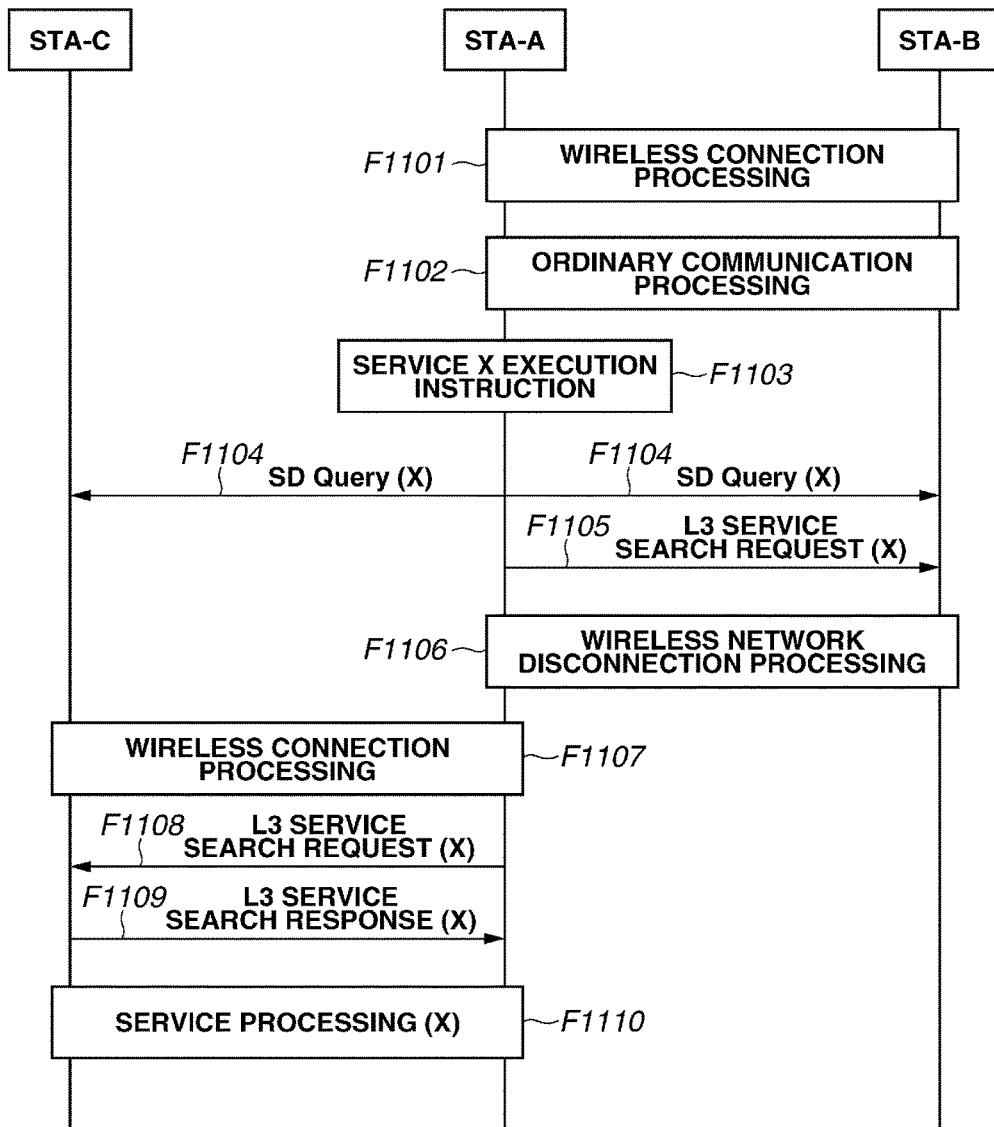 STA-C
STA-A
STA-B
F1101
WIRELESS CONNECTION
PROCESSING
F1102
ORDINARY COMMUNICATION
PROCESSING
SERVICE X EXECUTION
INSTRUCTION
F1103
F1104
SD Query (X)
F1104
SD Query (X)
F1105
L3 SERVICE
SEARCH REQUEST (X)
F1106
WIRELESS NETWORK
DISCONNECTION PROCESSING
WIRELESS CONNECTION
PROCESSING
F1107
F1108
L3 SERVICE
SEARCH REQUEST (X)
F1109
L3 SERVICE
SEARCH RESPONSE (X)
SERVICE PROCESSING (X)
F1110